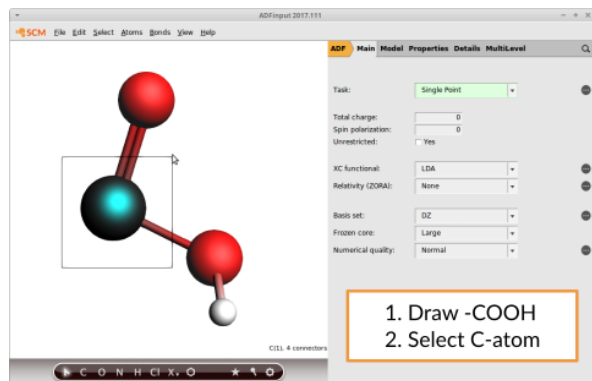 ADFinput 2017.111
SCM File Edit Select Atoms Bonds View Help
ADF Main Model Properties Details MultiLevel
Task: Single Point
Total charge: 0
Spin polarization: 0
Unrestricted: Yes
XC functional: LDA
Relativity (ZORA): None
Basis set: DZ
Frozen core: Large
Numerical quality: Normal
1. Draw -COOH
2. Select C-atom
C(1), 4 connectors
C O N H Cl X.